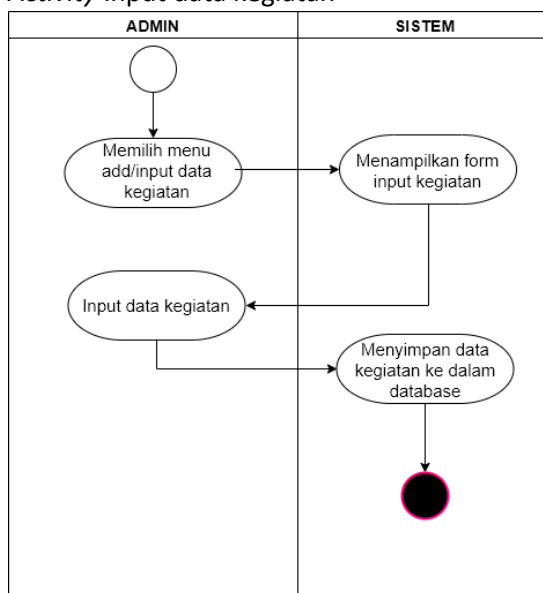 Activity input data kegiatan
ADMIN
SISTEM
Memilih menu
add/input data
kegiatan
Menampilkan form
input kegiatan
Input data kegiatan
Menyimpan data
kegiatan ke dalam
database